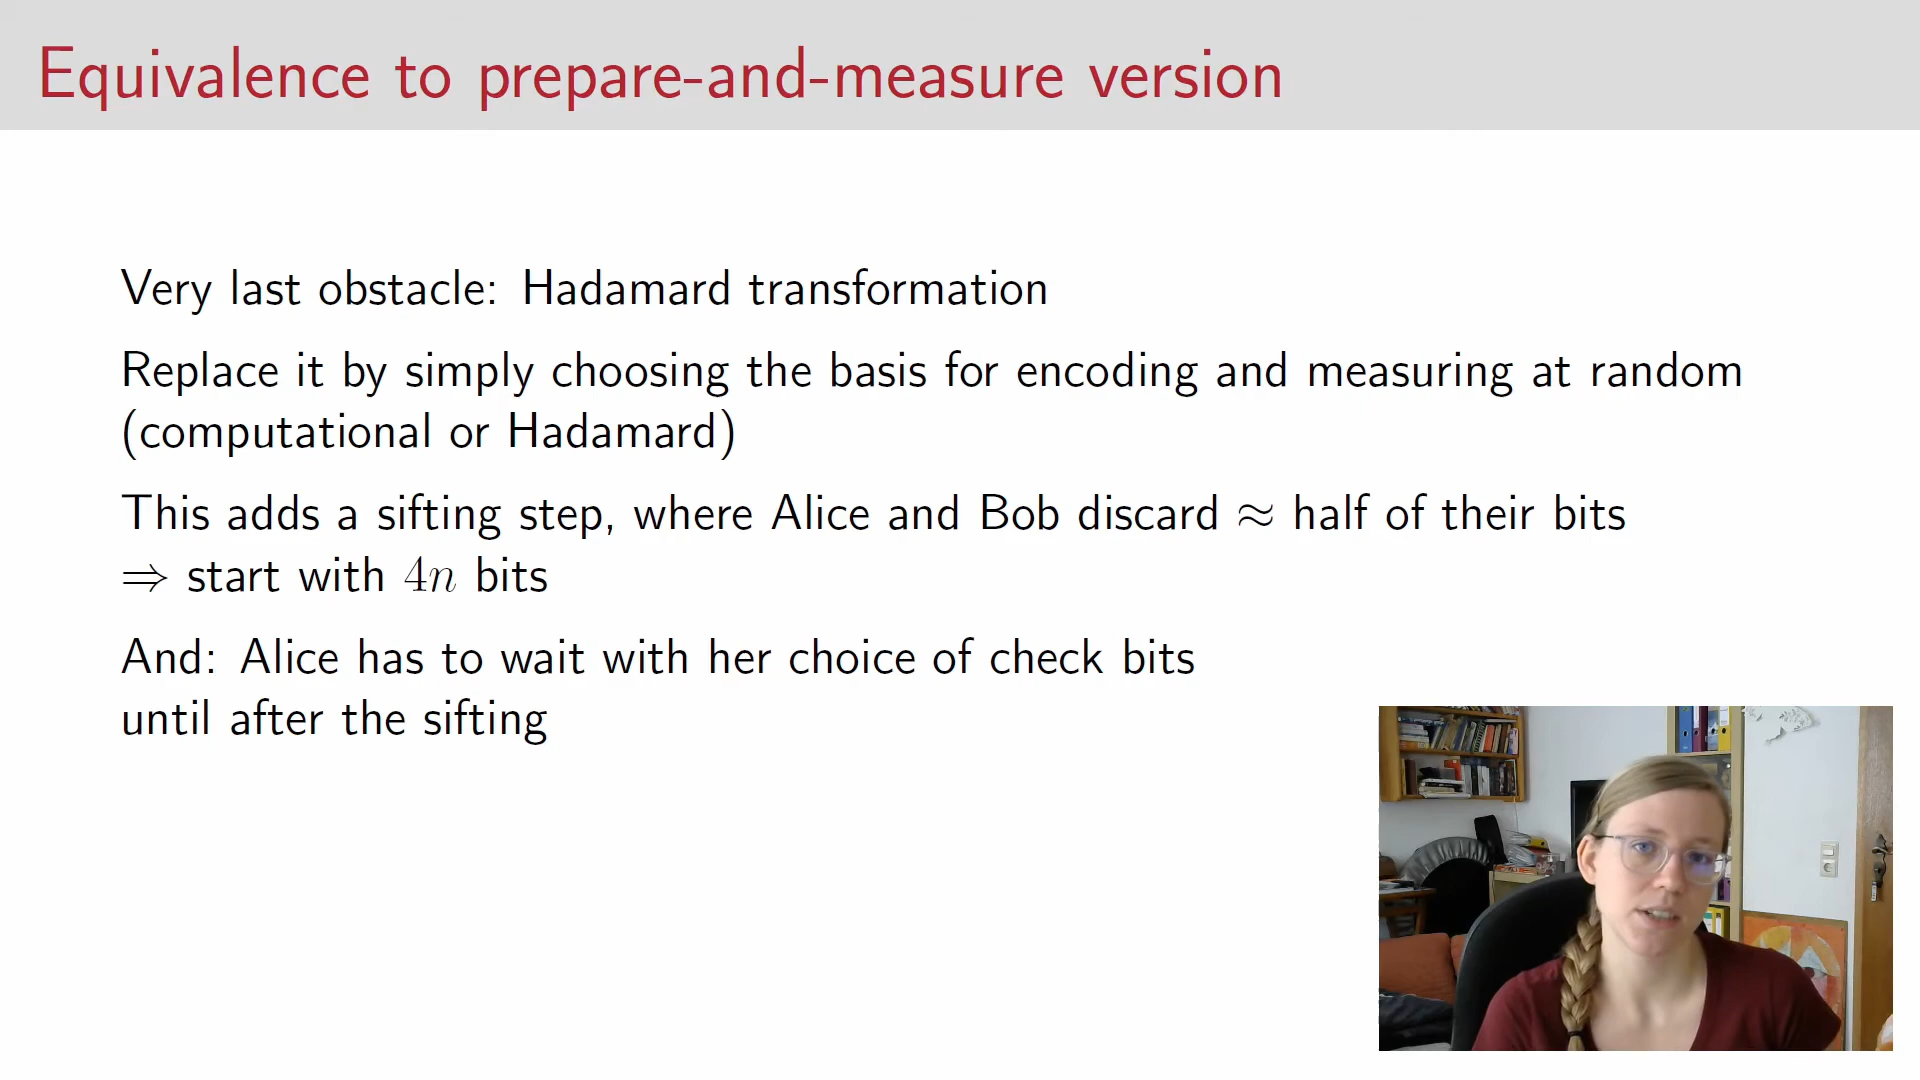 Equivalence to prepare-and-measure version
Very last obstacle: Hadamard transformation
Replace it by simply choosing the basis for encoding and measuring at random
(computational or Hadamard)
This adds a sifting step, where Alice and Bob discard ≈ half of their bits
⇒ start with 4n bits
And: Alice has to wait with her choice of check bits
until after the sifting